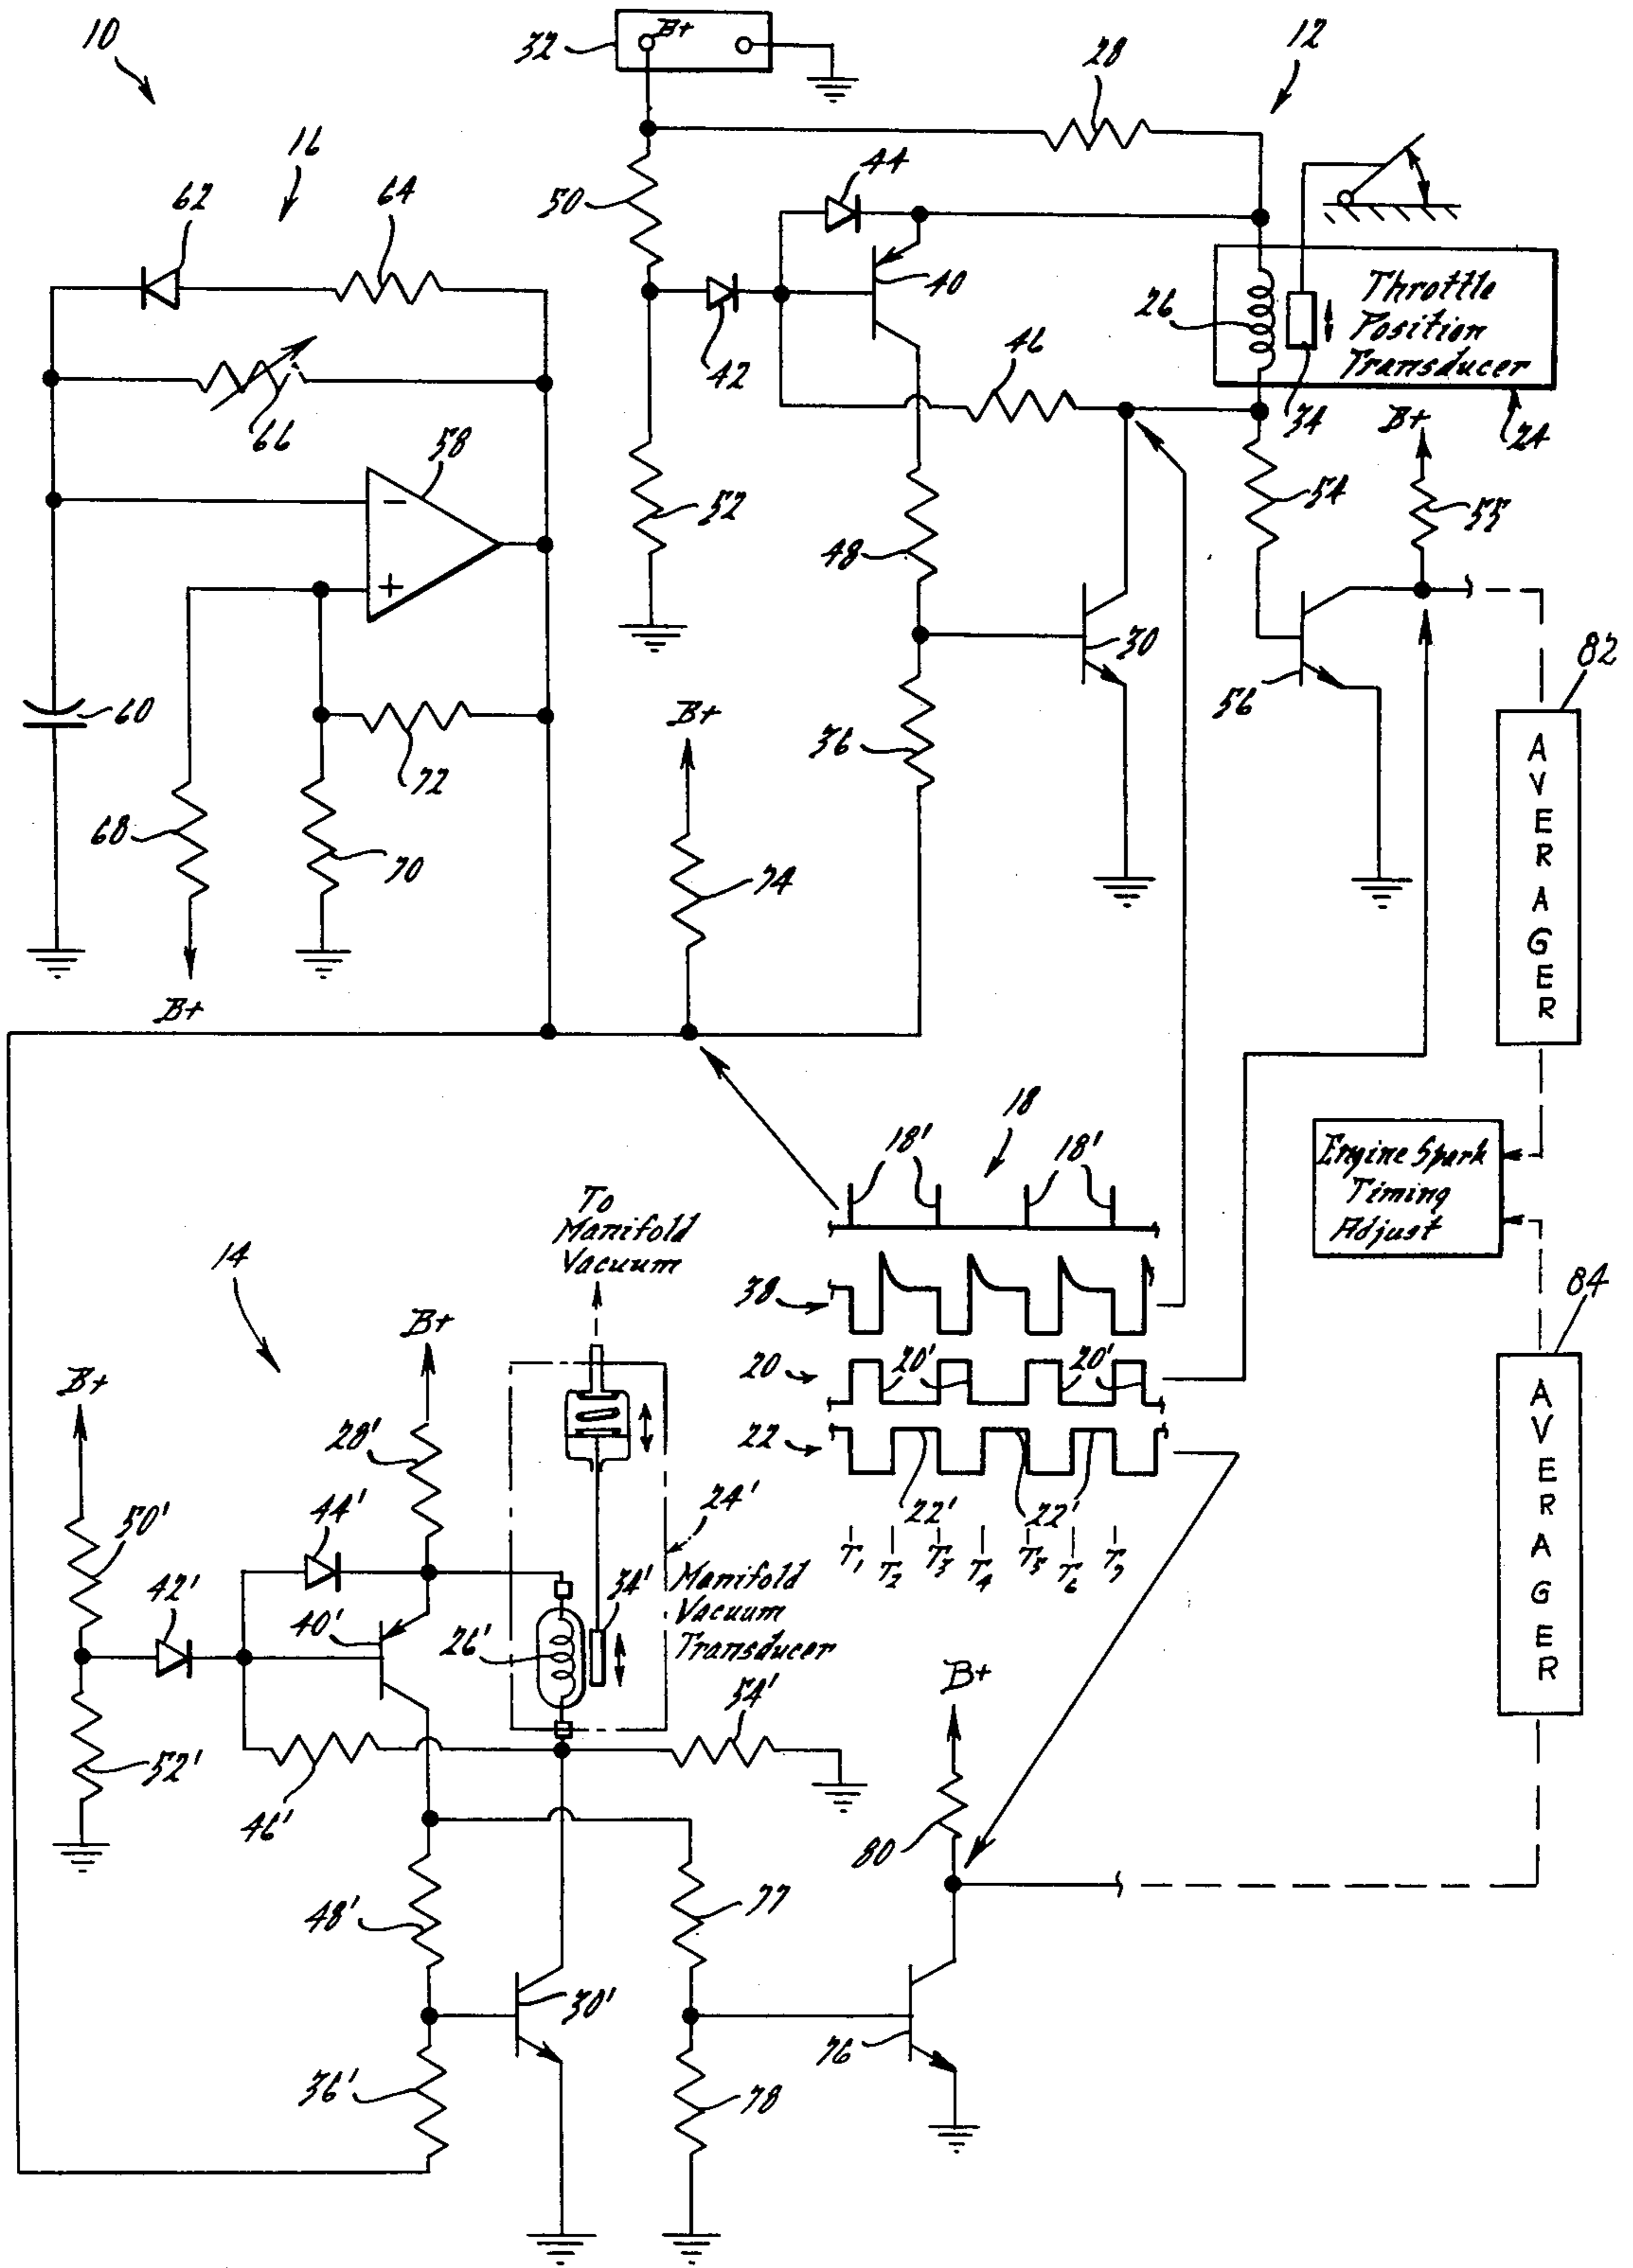 10
32
B+
28
12
16
62
64
50
44
40
42
26
Throttle
Position
Transducer
34
24
66
58
−
+
46
52
48
54
B+
55
30
56
82
60
72
68
70
B+
B+
36
74
A
V
E
R
A
G
E
R
18
18'
18'
Engine Spark
Timing
Adjust
To
Manifold
Vacuum
38
20
20'
20'
22
22'
22'
T1
T2
T3
T4
T5
T6
T7
14
B+
B+
28'
50'
44'
42'
40'
26'
34'
24'
Manifold
Vacuum
Transducer
84
A
V
E
R
A
G
E
R
52'
46'
54'
B+
80
48'
77
30'
76
36'
78